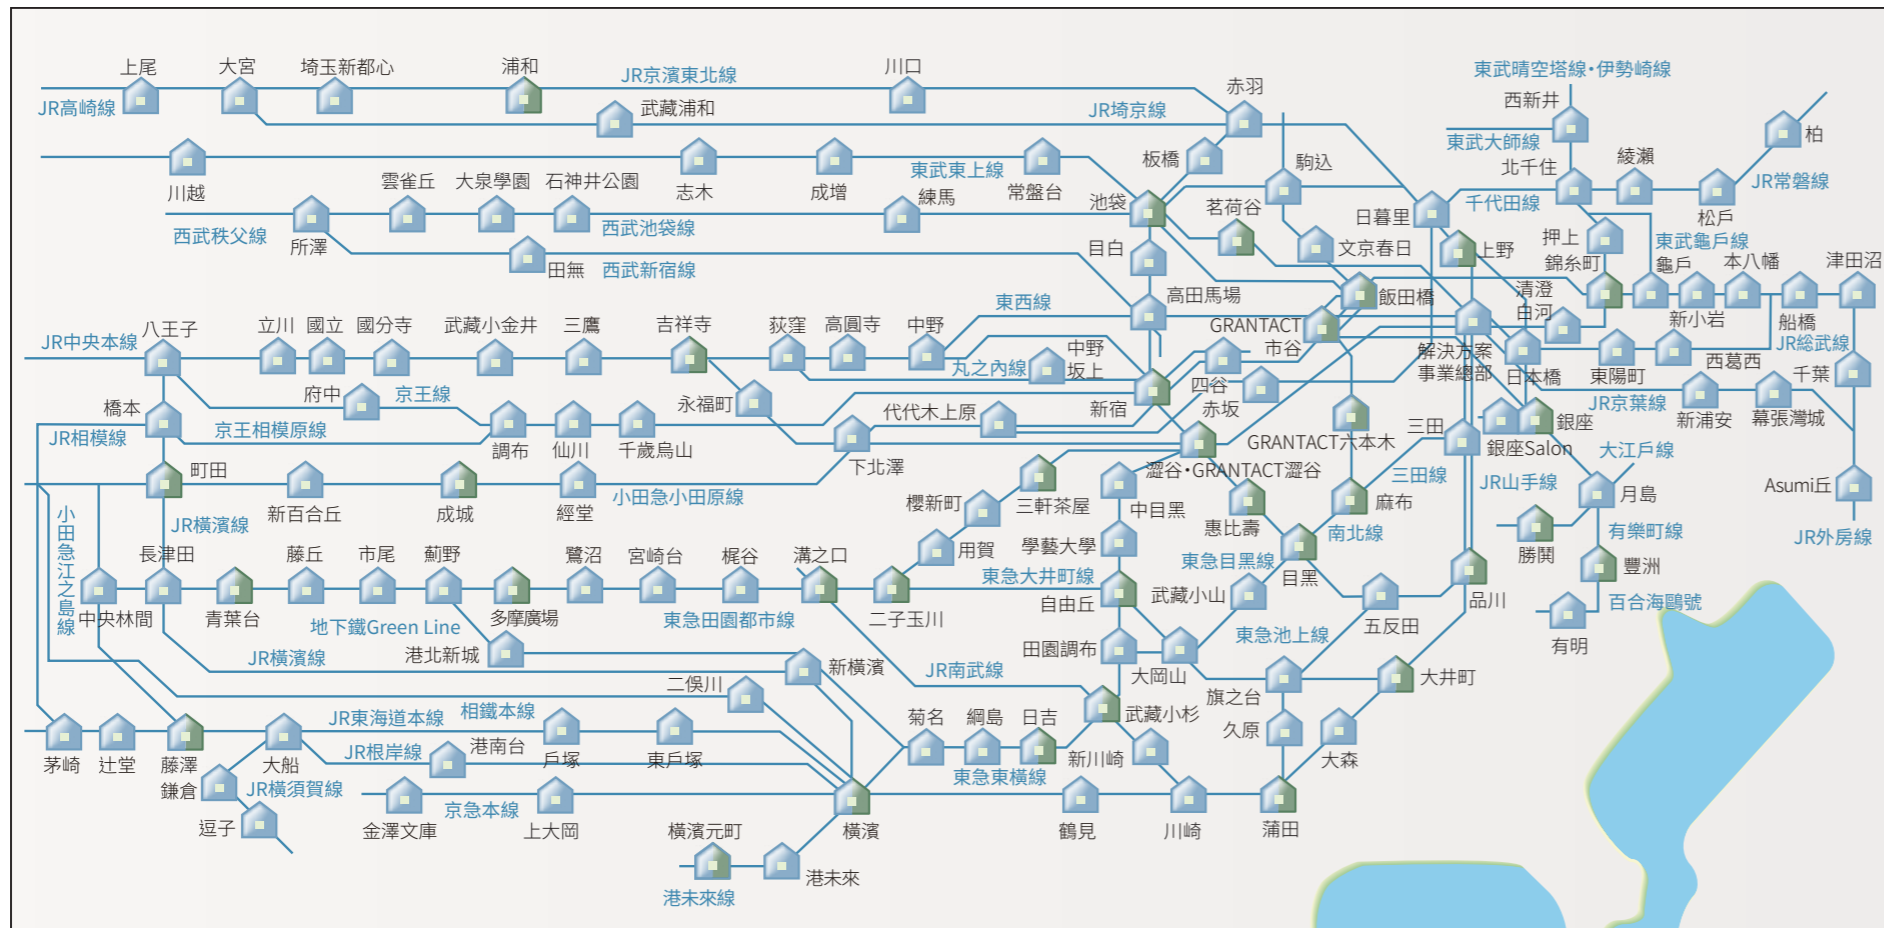 上尾
大宮
埼玉新都心
浦和
JR京濱東北線
川口
赤羽
東武晴空塔線・伊勢崎線
西新井
JR高崎線
武藏浦和
JR埼京線
東武大師線
柏
川越
志木
成增
東武東上線
常盤台
板橋
駒込
北千住
綾瀨
JR常磐線
雲雀丘
大泉學園
石神井公園
練馬
池袋
茗荷谷
日暮里
千代田線
松戶
西武秩父線
所澤
西武池袋線
目白
文京春日
上野
押上
東武龜戶線
田無
西武新宿線
錦糸町
龜戶
本八幡
津田沼
東西線
高田馬場
飯田橋
清澄
白河
新小岩
船橋
JR中央本線
八王子
立川
國立
國分寺
武藏小金井
三鷹
吉祥寺
荻窪
高圓寺
中野
GRANTACT
市谷
解決方案
事業總部
日本橋
東陽町
西葛西
JR総武線
丸之內線
中野
坂上
四谷
千葉
橋本
府中
京王線
永福町
代代木上原
新宿
赤坂
JR京葉線
新浦安
幕張灣城
JR相模線
京王相模原線
調布
仙川
千歲烏山
下北澤
GRANTACT六本木
三田
銀座
銀座Salon
大江戶線
町田
新百合丘
成城
經堂
小田急小田原線
澀谷・GRANTACT澀谷
三田線
麻布
JR山手線
月島
Asumi丘
小田急江之島線
JR橫濱線
櫻新町
三軒茶屋
中目黑
惠比壽
南北線
勝鬨
有樂町線
JR外房線
長津田
藤丘
市尾
薊野
鷺沼
宮崎台
梶谷
溝之口
用賀
學藝大學
東急目黑線
目黑
豐洲
中央林間
青葉台
多摩廣場
東急田園都市線
二子玉川
東急大井町線
自由丘
武藏小山
五反田
品川
百合海鷗號
有明
地下鐵Green Line
港北新城
JR橫濱線
新橫濱
JR南武線
田園調布
大岡山
東急池上線
旗之台
大井町
二俣川
相鐵本線
JR東海道本線
菊名
綱島
日吉
武藏小杉
久原
茅崎
辻堂
藤澤
大船
JR根岸線
港南台
戶塚
東戶塚
新川崎
大森
鎌倉
JR橫須賀線
東急東橫線
逗子
金澤文庫
京急本線
上大岡
橫濱元町
橫濱
鶴見
川崎
蒲田
港未來
港未來線